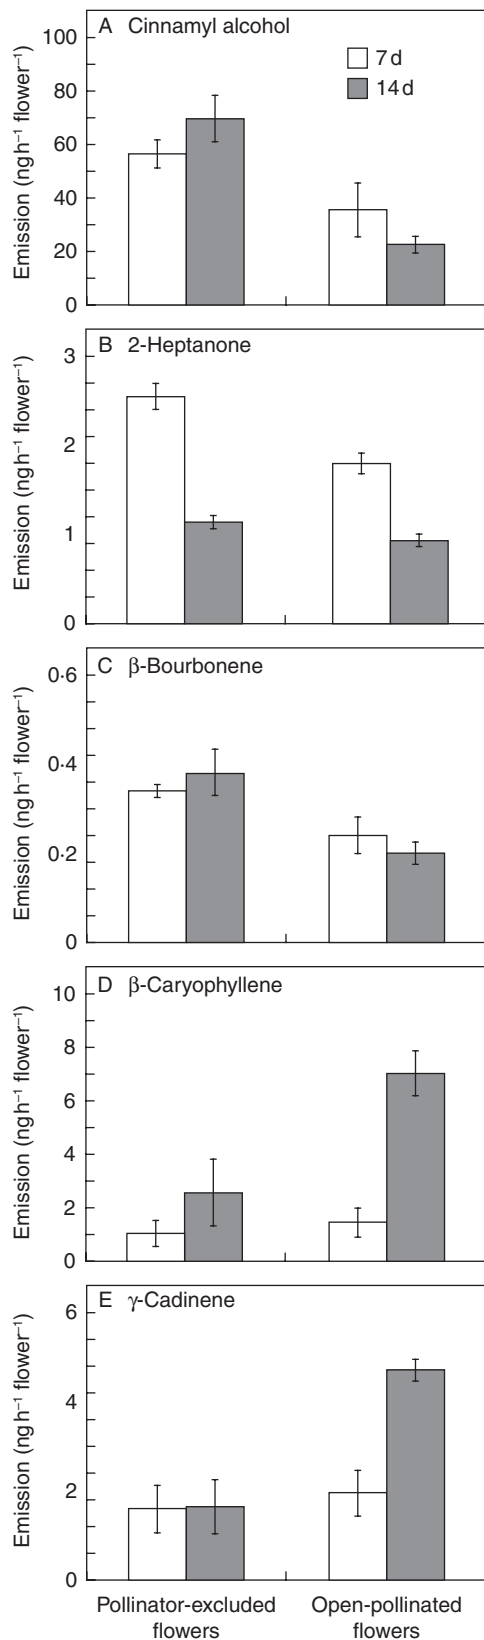 A Cinnamyl alcohol
7 d
14 d
100
80
60
40
20
0
Emission (ng h⁻¹ flower⁻¹)
B 2-Heptanone
3
2
1
0
Emission (ng h⁻¹ flower⁻¹)
C β-Bourbonene
0·6
0·4
0·2
0
Emission (ng h⁻¹ flower⁻¹)
D β-Caryophyllene
10
8
6
4
2
0
Emission (ng h⁻¹ flower⁻¹)
E γ-Cadinene
6
4
2
0
Emission (ng h⁻¹ flower⁻¹)
Pollinator-excluded
flowers
Open-pollinated
flowers